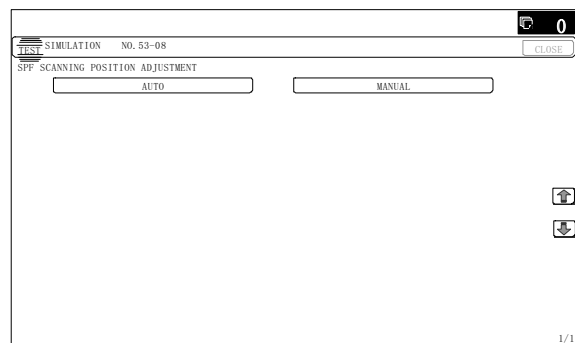 0
TEST SIMULATION NO. 53-08
CLOSE
SPF SCANNING POSITION ADJUSTMENT
AUTO MANUAL
1/1